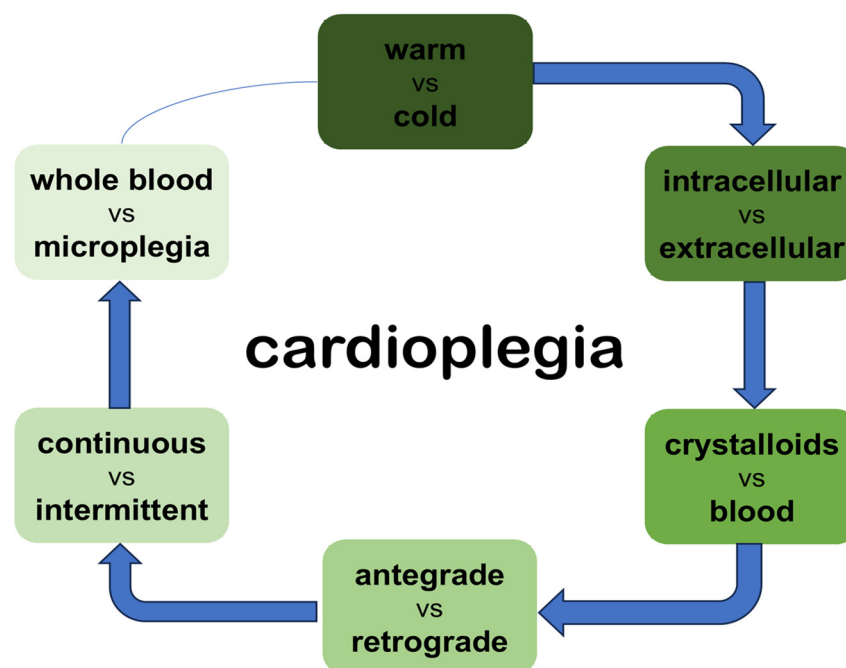 warm
vs
cold
intracellular
vs
extracellular
crystalloids
vs
blood
antegrade
vs
retrograde
continuous
vs
intermittent
whole blood
vs
microplegia
cardioplegia